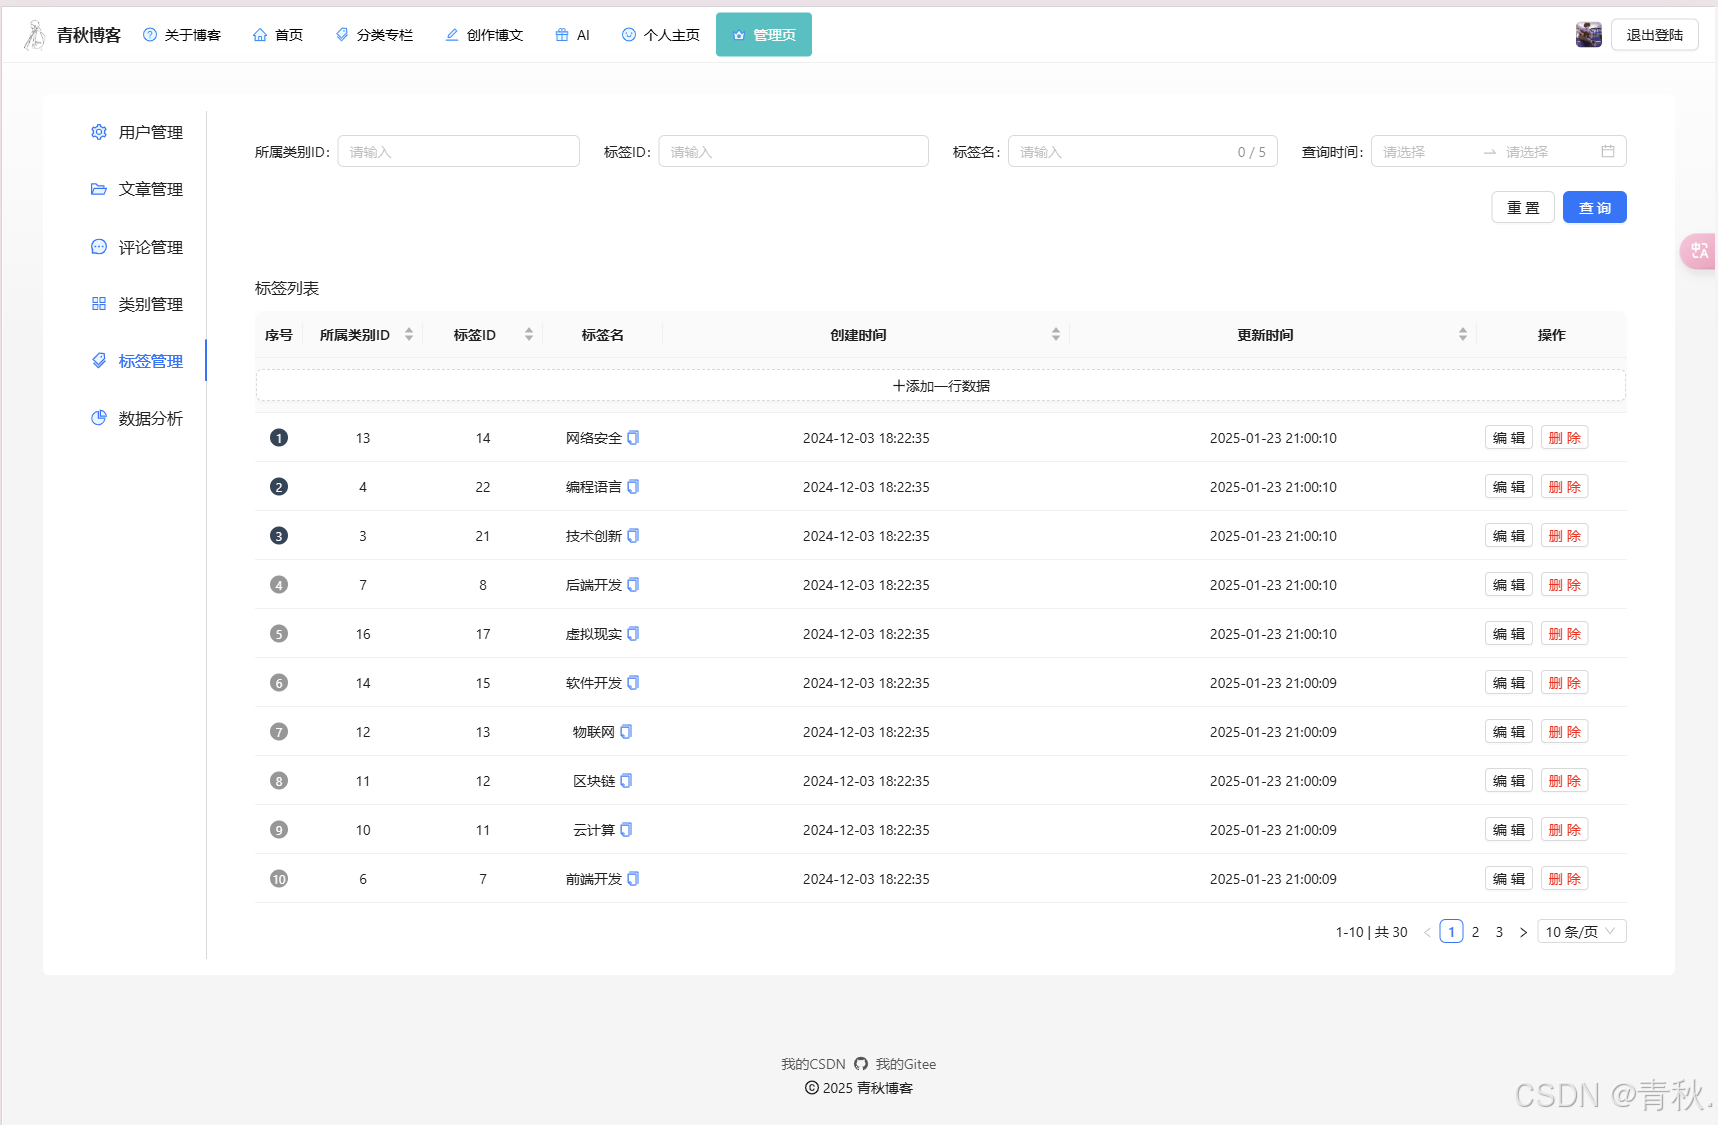 青秋博客 关于博客 首页 分类专栏 创作博文 AI 个人主页 管理页 退出登陆
用户管理
文章管理
评论管理
类别管理
标签管理
数据分析
所属类别ID: 请输入 标签ID: 请输入 标签名: 请输入 0 / 5 查询时间: 请选择 → 请选择
重 置 查 询
中A
标签列表
序号 所属类别ID 标签ID 标签名 创建时间 更新时间 操作
+添加一行数据
1 13 14 网络安全 2024-12-03 18:22:35 2025-01-23 21:00:10 编 辑 删 除
2 4 22 编程语言 2024-12-03 18:22:35 2025-01-23 21:00:10 编 辑 删 除
3 3 21 技术创新 2024-12-03 18:22:35 2025-01-23 21:00:10 编 辑 删 除
4 7 8 后端开发 2024-12-03 18:22:35 2025-01-23 21:00:10 编 辑 删 除
5 16 17 虚拟现实 2024-12-03 18:22:35 2025-01-23 21:00:10 编 辑 删 除
6 14 15 软件开发 2024-12-03 18:22:35 2025-01-23 21:00:09 编 辑 删 除
7 12 13 物联网 2024-12-03 18:22:35 2025-01-23 21:00:09 编 辑 删 除
8 11 12 区块链 2024-12-03 18:22:35 2025-01-23 21:00:09 编 辑 删 除
9 10 11 云计算 2024-12-03 18:22:35 2025-01-23 21:00:09 编 辑 删 除
10 6 7 前端开发 2024-12-03 18:22:35 2025-01-23 21:00:09 编 辑 删 除
1-10 | 共 30 < 1 2 3 > 10 条/页
我的CSDN 我的Gitee
© 2025 青秋博客
CSDN @青秋.